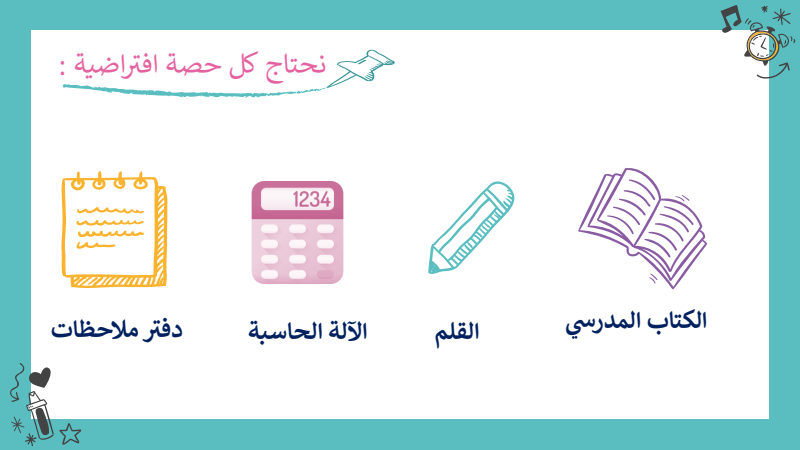 نحتاج كل حصة افتراضية :
1234
الكتاب المدرسي
القلم
الآلة الحاسبة
دفتر ملاحظات